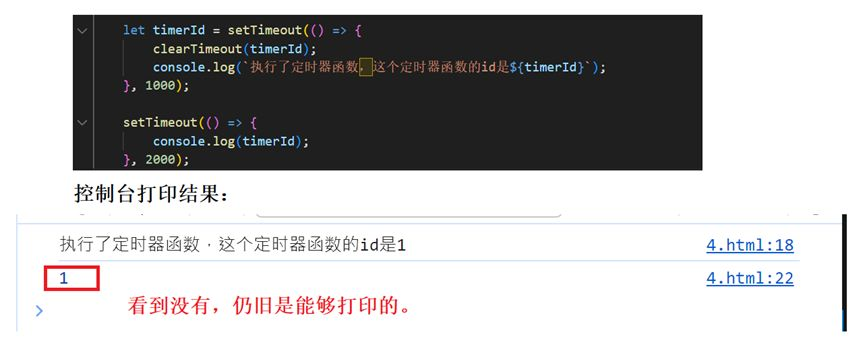 let timerId = setTimeout(() => {
clearTimeout(timerId);
console.log(`执行了定时器函数，这个定时器函数的id是${timerId}`);
}, 1000);
setTimeout(() => {
console.log(timerId);
}, 2000);
控制台打印结果：
执行了定时器函数，这个定时器函数的id是1 4.html:18
1 4.html:22
看到没有，仍旧是能够打印的。